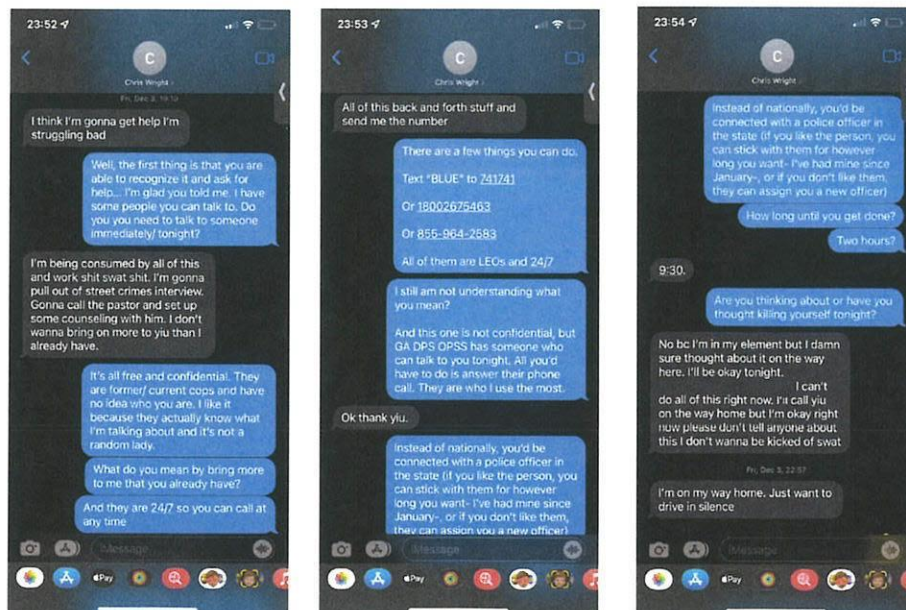 23:52
C
Chris Wright
Fri, Dec 3, 19:10
I think I'm gonna get help I'm
struggling bad
Well, the first thing is that you are
able to recognize it and ask for
help... I'm glad you told me. I have
some people you can talk to. Do
you you need to talk to someone
immediately/ tonight?
I'm being consumed by all of this
and work shit swat shit. I'm gonna
pull out of street crimes interview.
Gonna call the pastor and set up
some counseling with him. I don't
wanna bring on more to yiu than I
already have.
It's all free and confidential. They
are former/ current cops and have
no idea who you are. I like it
because they actually know what
I'm talking about and it's not a
random lady.
What do you mean by bring more
to me that you already have?
And they are 24/7 so you can call at
any time
iMessage
Pay
23:53
C
Chris Wright
All of this back and forth stuff and
send me the number
There are a few things you can do.
Text "BLUE" to 741741
Or 18002675463
Or 855-964-2583
All of them are LEOs and 24/7
I still am not understanding what
you mean?
And this one is not confidential, but
GA DPS OPSS has someone who
can talk to you tonight. All you'd
have to do is answer their phone
call. They are who I use the most.
Ok thank yiu.
Instead of nationally, you'd be
connected with a police officer in
the state (if you like the person, you
can stick with them for however
long you want- I've had mine since
January-, or if you don't like them,
they can assign you a new officer)
iMessage
Pay
23:54
C
Chris Wright
Instead of nationally, you'd be
connected with a police officer in
the state (if you like the person, you
can stick with them for however
long you want- I've had mine since
January-, or if you don't like them,
they can assign you a new officer)
How long until you get done?
Two hours?
9:30.
Are you thinking about or have you
thought killing yourself tonight?
No bc I'm in my element but I damn
sure thought about it on the way
here. I'll be okay tonight.
I can't
do all of this right now. I'll call yiu
on the way home but I'm okay right
now please don't tell anyone about
this I don't wanna be kicked of swat
Fri, Dec 3, 22:57
I'm on my way home. Just want to
drive in silence
iMessage
Pay